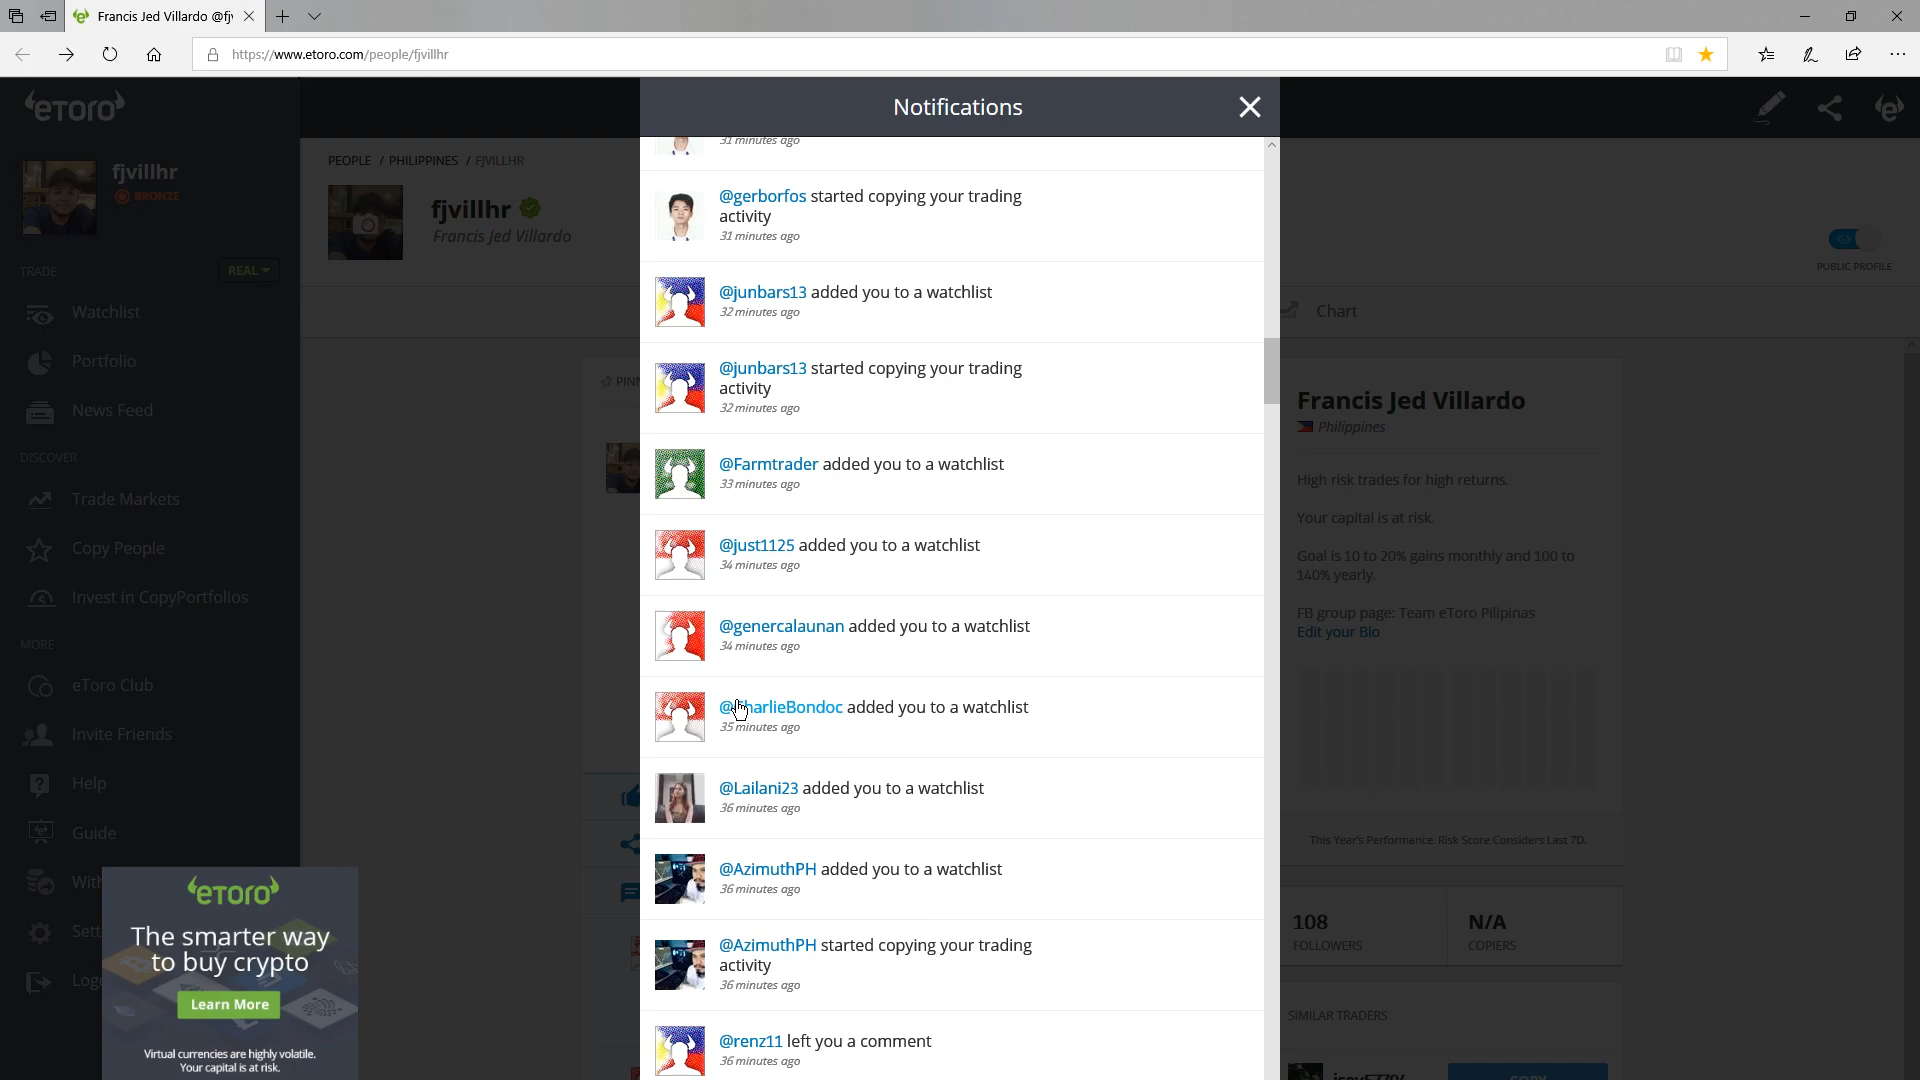 Francis Jed Villardo @fj
https://www.etoro.com/people/fjvillhr
eToro
fjvillhr
BRONZE
TRADE
REAL
Watchlist
Portfolio
News Feed
DISCOVER
Trade Markets
Copy People
Invest in CopyPortfolios
MORE
eToro Club
Invite Friends
Help
Guide
With
Sett
Logo
eToro
The smarter way
to buy crypto
Learn More
Virtual currencies are highly volatile.
Your capital is at risk.
PEOPLE / PHILIPPINES / FJVILLHR
fjvillhr
Francis Jed Villardo
PUBLIC PROFILE
Chart
PINN
Notifications
31 minutes ago
@gerborfos started copying your trading
activity
31 minutes ago
@junbars13 added you to a watchlist
32 minutes ago
@junbars13 started copying your trading
activity
32 minutes ago
@Farmtrader added you to a watchlist
33 minutes ago
@just1125 added you to a watchlist
34 minutes ago
@genercalaunan added you to a watchlist
34 minutes ago
@CharlieBondoc added you to a watchlist
35 minutes ago
@Lailani23 added you to a watchlist
36 minutes ago
@AzimuthPH added you to a watchlist
36 minutes ago
@AzimuthPH started copying your trading
activity
36 minutes ago
@renz11 left you a comment
36 minutes ago
Francis Jed Villardo
Philippines
High risk trades for high returns.
Your capital is at risk.
Goal is 10 to 20% gains monthly and 100 to
140% yearly.
FB group page: Team eToro Pilipinas
Edit your Bio
This Year's Performance. Risk Score Considers Last 7D.
108
FOLLOWERS
N/A
COPIERS
SIMILAR TRADERS
COPY